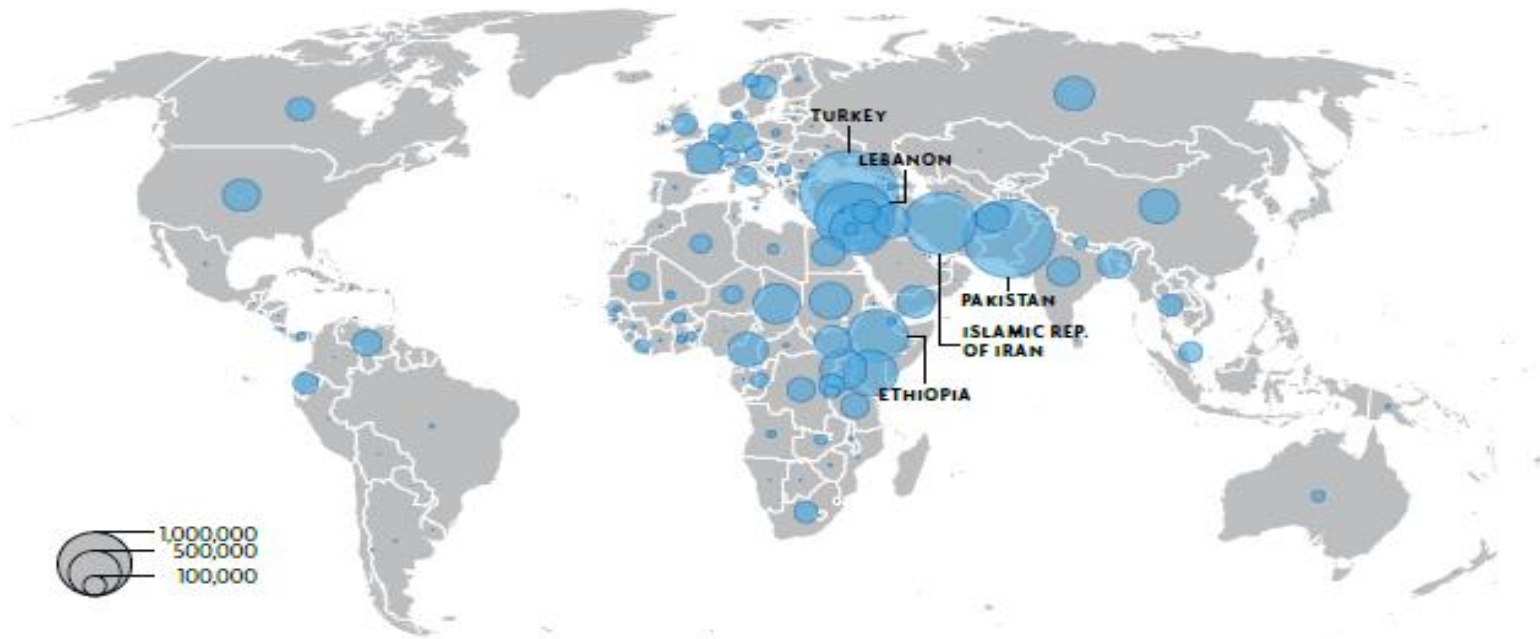 TURKEY
LEBANON
PAKISTAN
ISLAMIC REP.
OF IRAN
ETHIOPIA
1,000,000
500,000
100,000